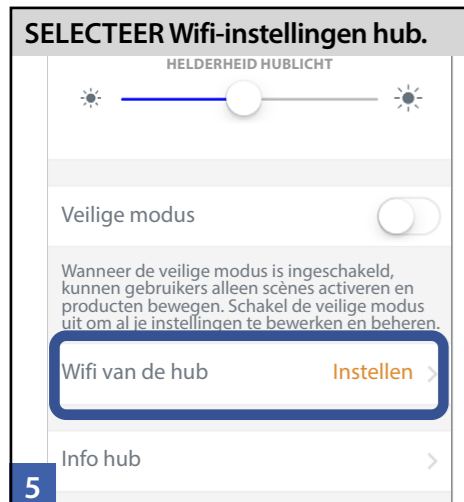 SELECTEER Wifi-instellingen hub.
HELDERHEID HUBLICHT
Veilige modus
Wanneer de veilige modus is ingeschakeld,
kunnen gebruikers alleen scènes activeren en
producten bewegen. Schakel de veilige modus
uit om al je instellingen te bewerken en beheren.
Wifi van de hub Instellen
Info hub
5